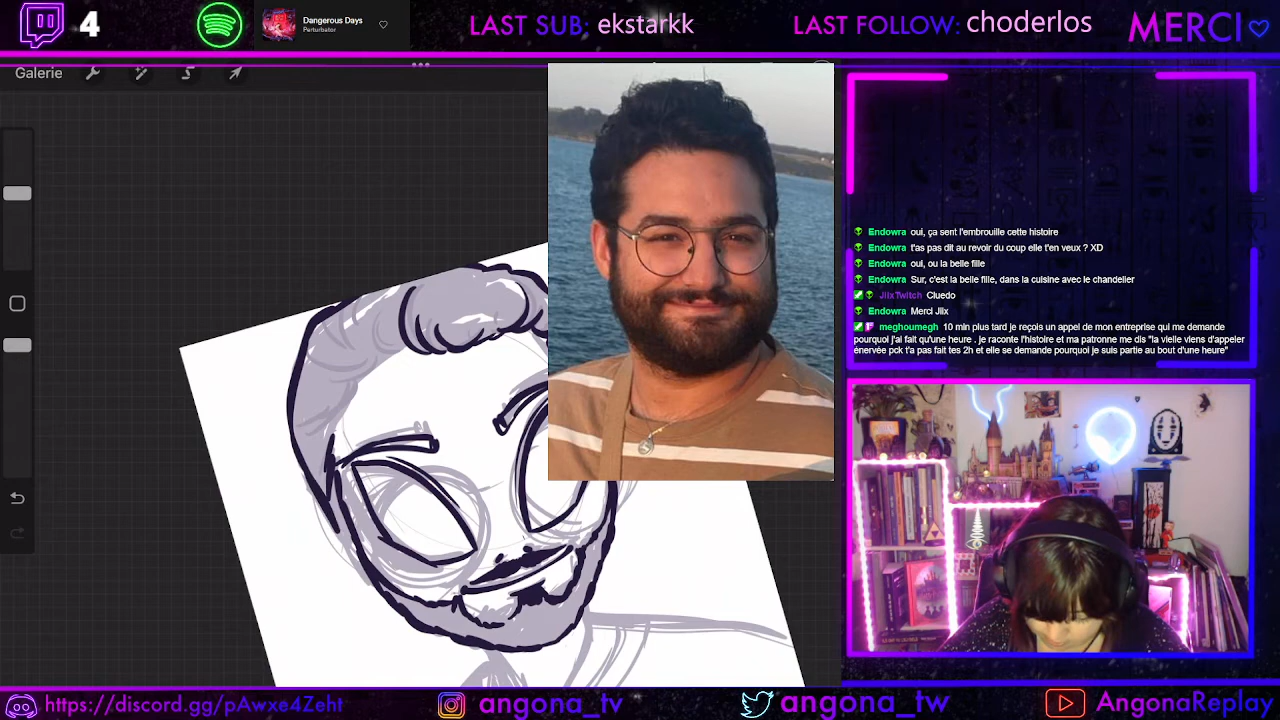 4
Dangerous Days
Perturbator
LAST SUB: ekstarkk
LAST FOLLOW: choderlos
MERCI
Galerie
Endowra oui, ça sent l'embrouille cette histoire
Endowra t'as pas dit au revoir du coup elle t'en veux ? XD
Endowra oui, ou la belle fille
Endowra Sur, c'est la belle fille, dans la cuisine avec le chandelier
JiixTwitch Cluedo
Endowra Merci Jiix
meghoumegh 10 min plus tard je reçois un appel de mon entreprise qui me demande
pourquoi j'ai fait qu'une heure . je raconte l'histoire et ma patronne me dis "la vielle viens d'appeler
énervée pck t'a pas fait tes 2h et elle se demande pourquoi je suis partie au bout d'une heure"
https://discord.gg/pAwxe4Zeht
angona_tv
angona_tw
AngonaReplay